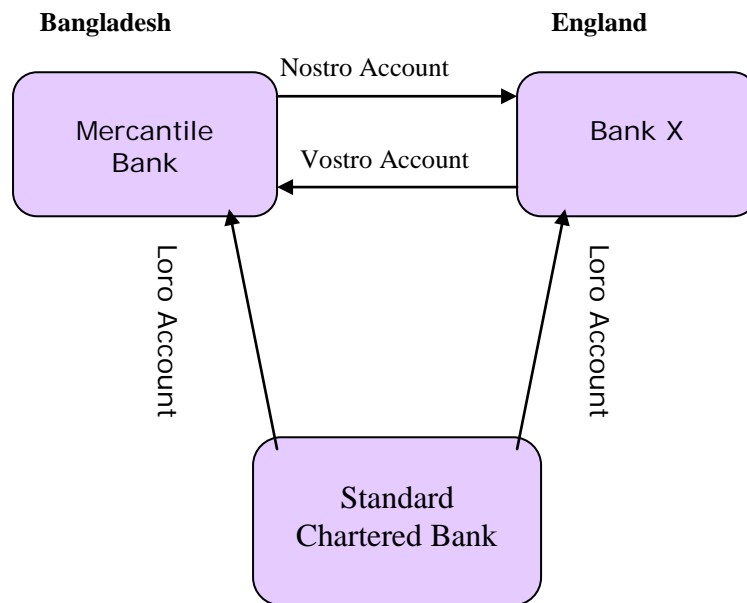 Bangladesh
England
Nostro Account
Mercantile
Bank
Bank X
Vostro Account
Loro Account
Loro Account
Standard
Chartered Bank